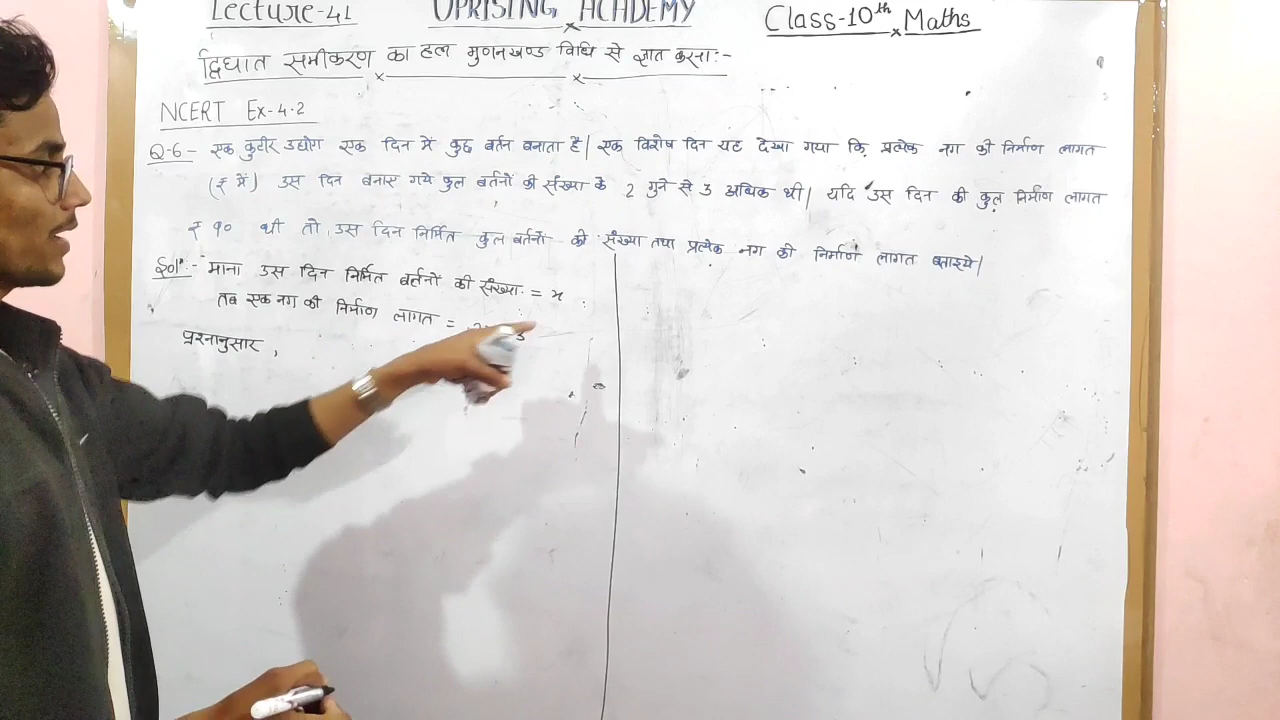 Lecture-41 UPRISING ACADEMY Class-10th Maths
द्विघात समीकरण का हल गुणनखण्ड विधि से ज्ञात करना:-
NCERT Ex-4.2
Q-6- एक कुटीर उद्योग एक दिन में कुछ बर्तन बनाता है| एक विशेष दिन यह देखा गया कि प्रत्येक नग की निर्माण लागत
(₹ में) उस दिन बनाए गये कुल बर्तनों की संख्या के 2 गुने से 3 अधिक थी| यदि उस दिन की कुल निर्माण लागत
₹ 90 थी तो उस दिन निर्मित कुल बर्तनों की संख्या तथा प्रत्येक नग की निर्माण लागत बताइये|
Sol:- माना उस दिन निर्मित बर्तनों की संख्या = x
तब एक नग की निर्माण लागत = 3
प्रश्नानुसार,